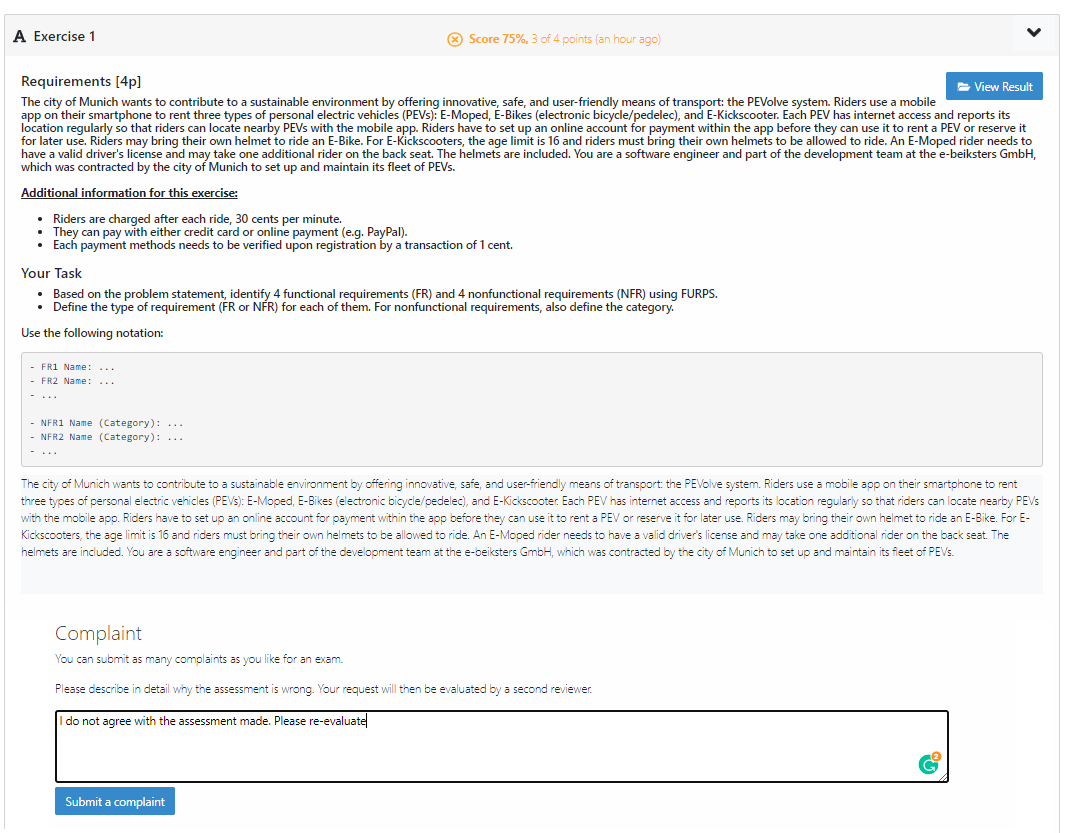 A Exercise 1
Score 75%, 3 of 4 points (an hour ago)
Requirements [4p]
View Result
The city of Munich wants to contribute to a sustainable environment by offering innovative, safe, and user-friendly means of transport: the PEVolve system. Riders use a mobile
app on their smartphone to rent three types of personal electric vehicles (PEVs): E-Moped, E-Bikes (electronic bicycle/pedelec), and E-Kickscooter. Each PEV has internet access and reports its
location regularly so that riders can locate nearby PEVs with the mobile app. Riders have to set up an online account for payment within the app before they can use it to rent a PEV or reserve it
for later use. Riders may bring their own helmet to ride an E-Bike. For E-Kickscooters, the age limit is 16 and riders must bring their own helmets to be allowed to ride. An E-Moped rider needs to
have a valid driver's license and may take one additional rider on the back seat. The helmets are included. You are a software engineer and part of the development team at the e-beiksters GmbH,
which was contracted by the city of Munich to set up and maintain its fleet of PEVs.
Additional information for this exercise:
• Riders are charged after each ride, 30 cents per minute.
• They can pay with either credit card or online payment (e.g. PayPal).
• Each payment methods needs to be verified upon registration by a transaction of 1 cent.
Your Task
• Based on the problem statement, identify 4 functional requirements (FR) and 4 nonfunctional requirements (NFR) using FURPS.
• Define the type of requirement (FR or NFR) for each of them. For nonfunctional requirements, also define the category.
Use the following notation:
- FR1 Name: ...
- FR2 Name: ...
- ...
- NFR1 Name (Category): ...
- NFR2 Name (Category): ...
- ...
The city of Munich wants to contribute to a sustainable environment by offering innovative, safe, and user-friendly means of transport: the PEVolve system. Riders use a mobile app on their smartphone to rent
three types of personal electric vehicles (PEVs): E-Moped, E-Bikes (electronic bicycle/pedelec), and E-Kickscooter. Each PEV has internet access and reports its location regularly so that riders can locate nearby PEVs
with the mobile app. Riders have to set up an online account for payment within the app before they can use it to rent a PEV or reserve it for later use. Riders may bring their own helmet to ride an E-Bike. For E-
Kickscooters, the age limit is 16 and riders must bring their own helmets to be allowed to ride. An E-Moped rider needs to have a valid driver's license and may take one additional rider on the back seat. The
helmets are included. You are a software engineer and part of the development team at the e-beiksters GmbH, which was contracted by the city of Munich to set up and maintain its fleet of PEVs.
Complaint
You can submit as many complaints as you like for an exam.
Please describe in detail why the assessment is wrong. Your request will then be evaluated by a second reviewer.
I do not agree with the assessment made. Please re-evaluate
2
Submit a complaint